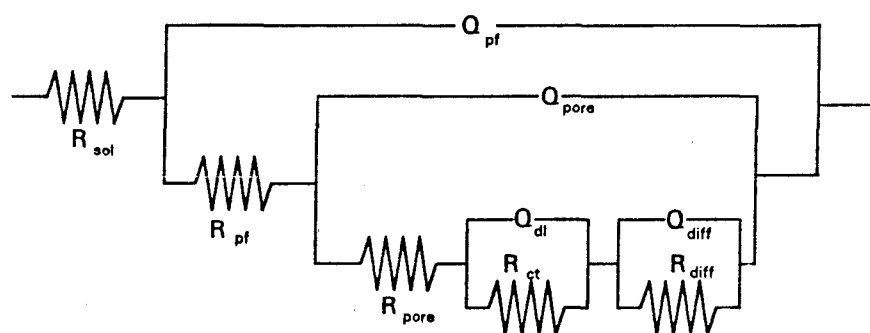 Q pf
R sol
Q pore
R pf
Q dl
Q diff
R ct
R diff
R pore